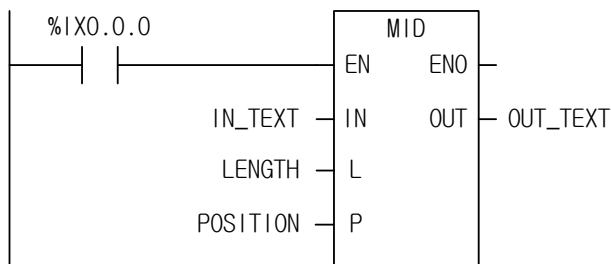 %IX0.0.0 MID
EN ENO
IN_TEXT IN OUT OUT_TEXT
LENGTH L
POSITION P